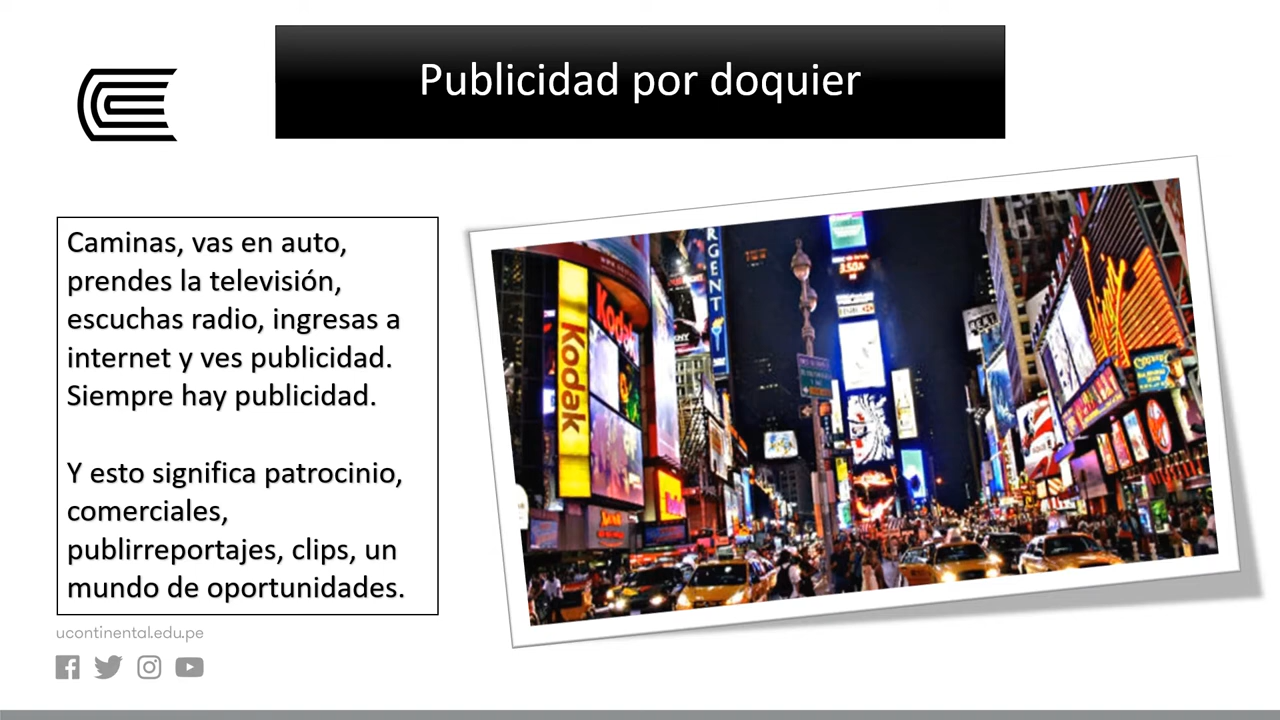 Publicidad por doquier
Caminas, vas en auto,
prendes la televisión,
escuchas radio, ingresas a
internet y ves publicidad.
Siempre hay publicidad.
Y esto significa patrocinio,
comerciales,
publirreportajes, clips, un
mundo de oportunidades.
Kodak
Kodak
ucontinental.edu.pe